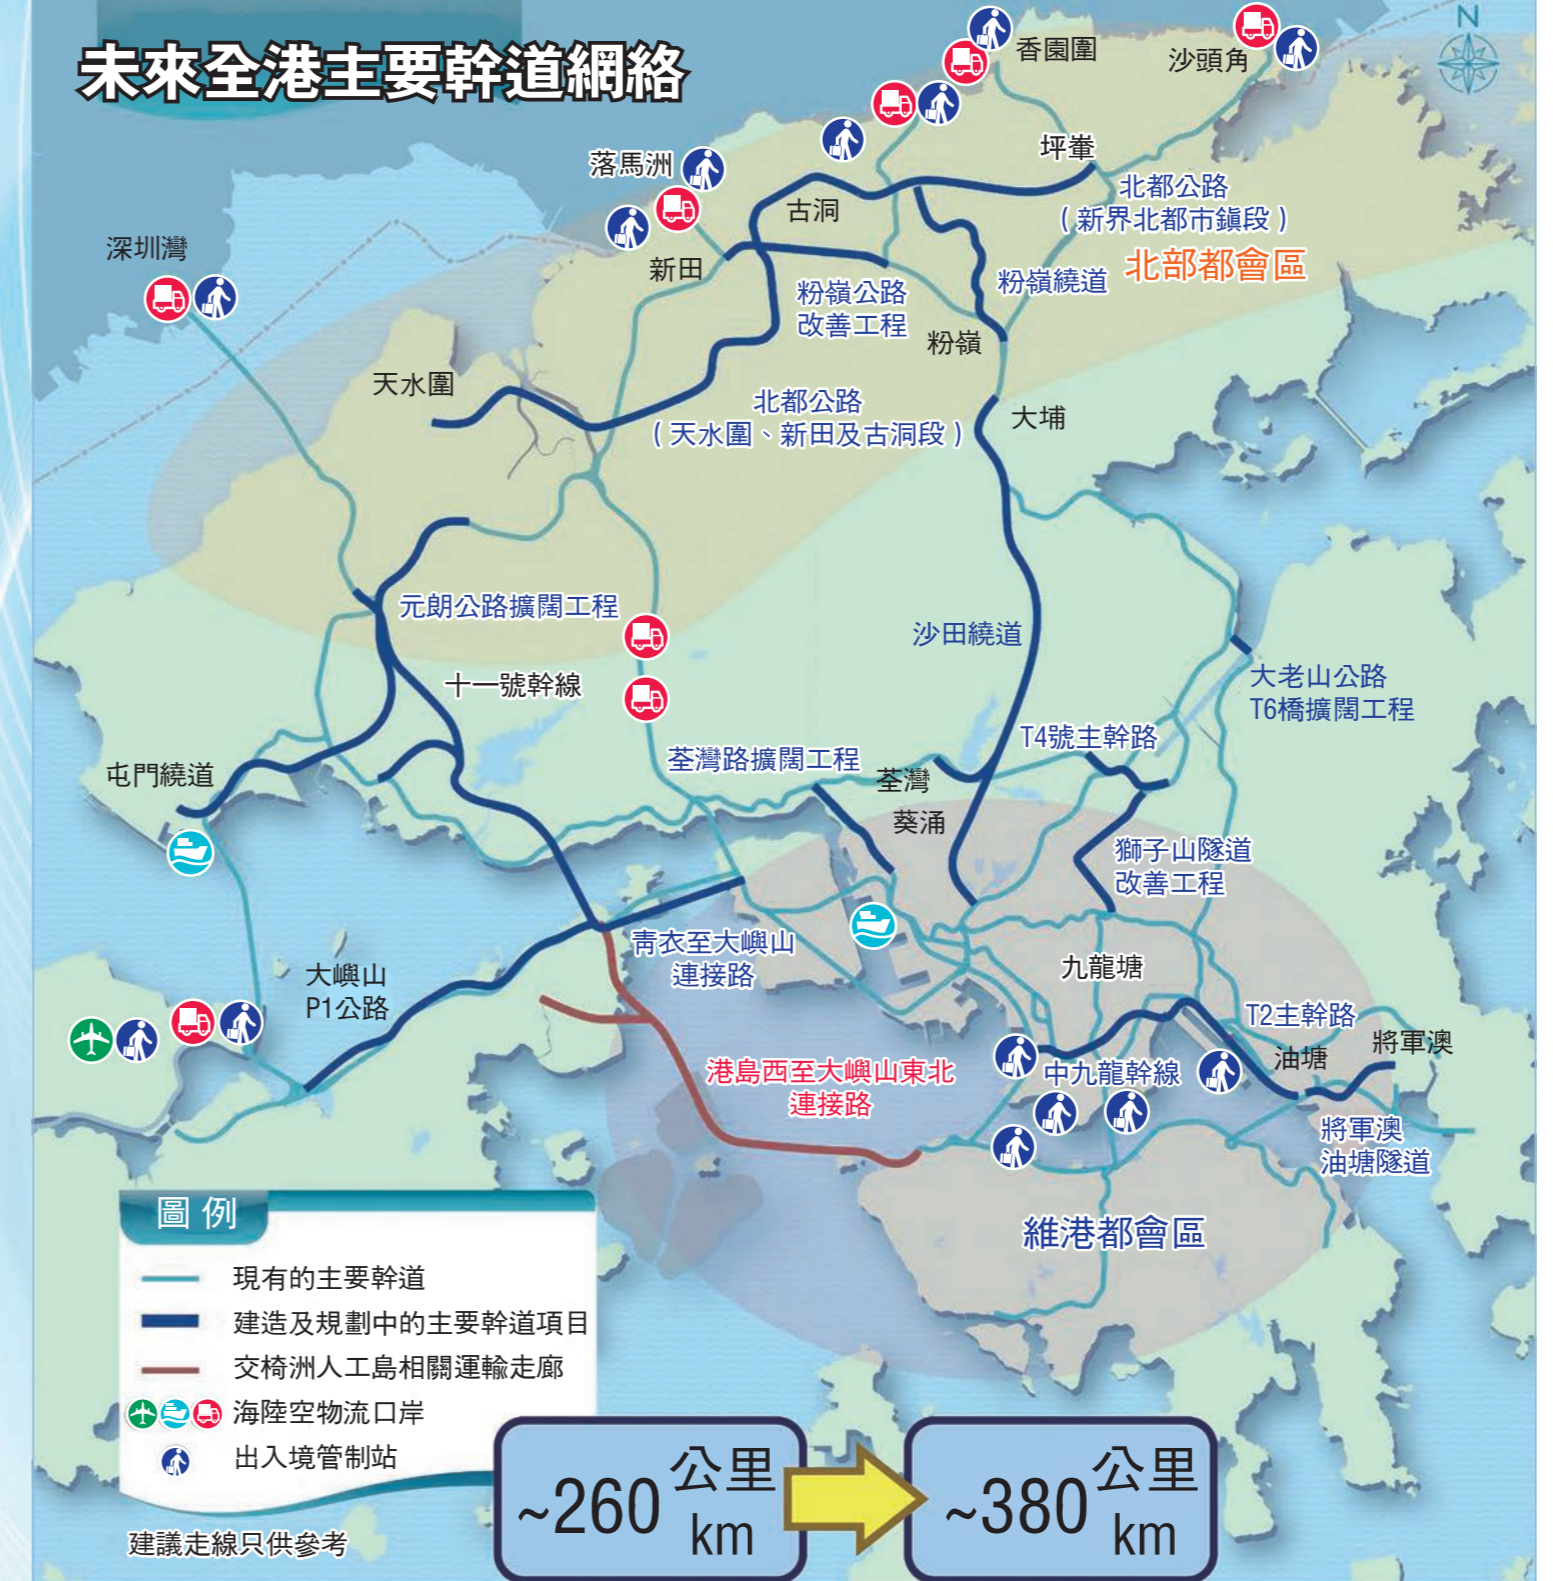 未來全港主要幹道網絡
N
香園圍
沙頭角
落馬洲
坪輋
深圳灣
古洞
北都公路
(新界北都市鎮段)
新田
北部都會區
粉嶺公路
改善工程
粉嶺繞道
粉嶺
天水圍
北都公路
(天水圍、新田及古洞段)
大埔
元朗公路擴闊工程
沙田繞道
十一號幹線
大老山公路
T6橋擴闊工程
T4號主幹路
荃灣路擴闊工程
荃灣
屯門繞道
葵涌
獅子山隧道
改善工程
青衣至大嶼山
連接路
大嶼山
P1公路
九龍塘
T2主幹路
將軍澳
油塘
港島西至大嶼山東北
連接路
中九龍幹線
將軍澳
油塘隧道
維港都會區
圖例
現有的主要幹道
建造及規劃中的主要幹道項目
交椅洲人工島相關運輸走廊
海陸空物流口岸
出入境管制站
建議走線只供參考
~260 公里
km
~380 公里
km